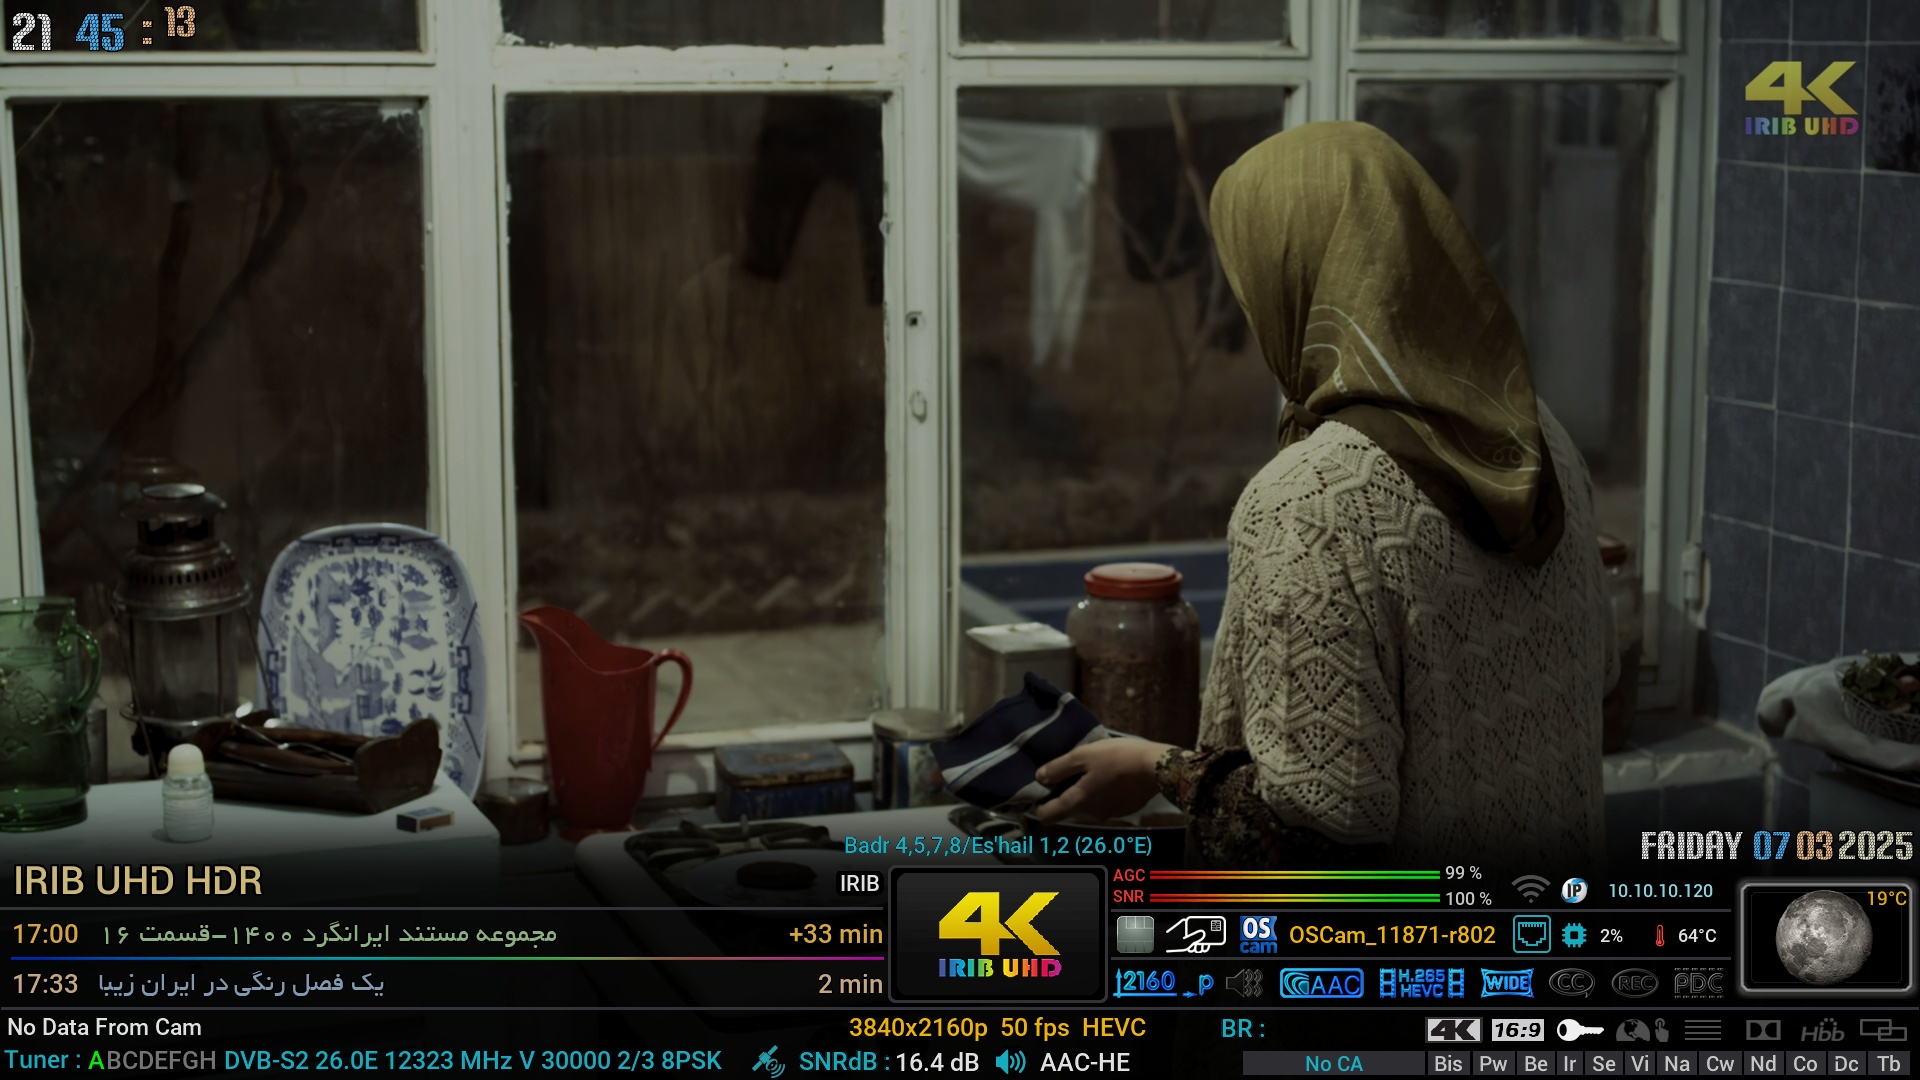 21 45 : 13
4K
IRIB UHD
Badr 4,5,7,8/Es'hail 1,2 (26.0°E)
FRIDAY 07 03 2025
IRIB UHD HDR
IRIB
4K
IRIB UHD
AGC 99 %
SNR 100 %
IP 10.10.10.120
19°C
17:00 مجموعه مستند ایرانگرد ۱۴۰۰-قسمت ۱۶ +33 min
OS cam OSCam_11871-r802 2% 64°C
17:33 یک فصل رنگی در ایران زیبا 2 min
2160 p AAC H.265 HEVC WIDE CC REC PDC
No Data From Cam
3840x2160p 50 fps HEVC
BR :
4K 16:9 Hbb
Tuner : ABCDEFGH DVB-S2 26.0E 12323 MHz V 30000 2/3 8PSK SNRdB : 16.4 dB AAC-HE
No CA Bis Pw Be Ir Se Vi Na Cw Nd Co Dc Tb